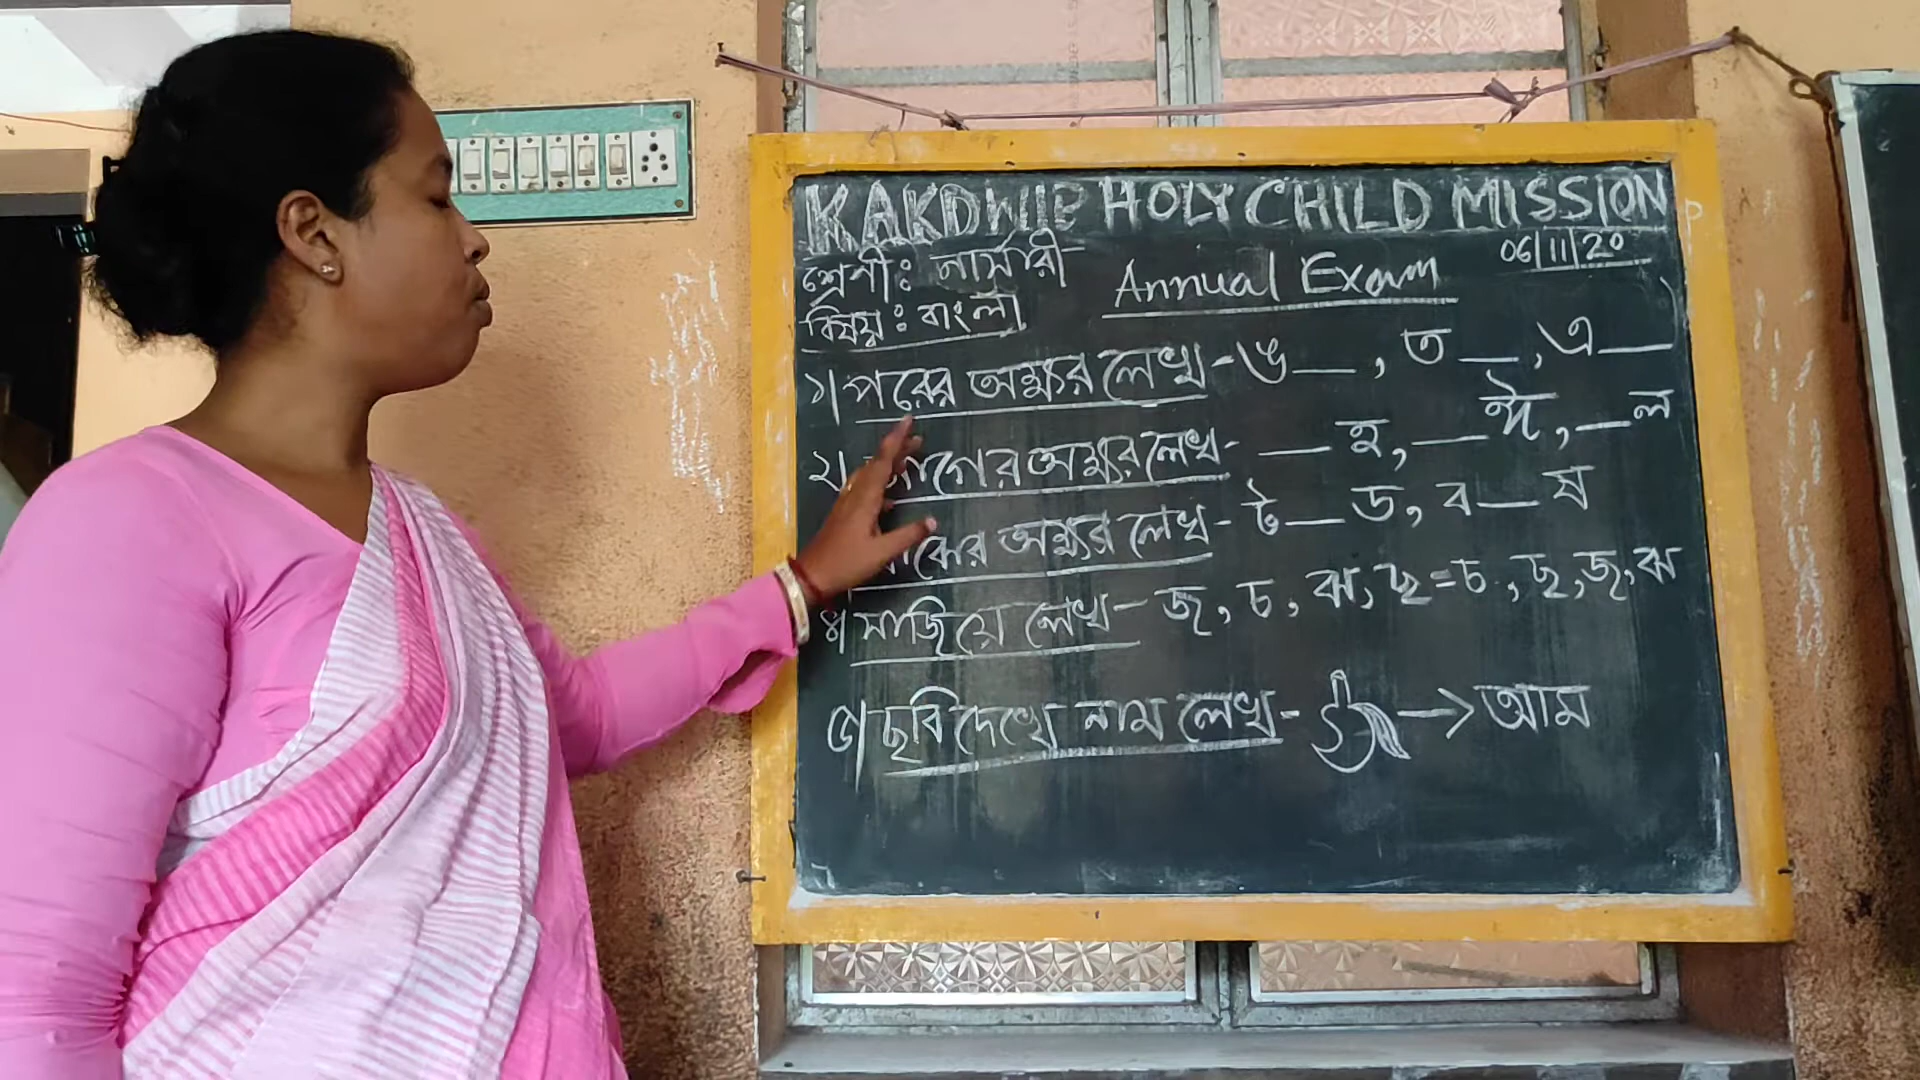 KAKDWIP HOLY CHILD MISSION
শ্রেণী: নার্সারী
06/11/20
বিষয়: বাংলা
Annual Exam
১) পরের অক্ষর লেখ- ঙ__, ত__, এ__
২) আগের অক্ষর লেখ- __হ, __ঈ, __ল
মাঝের অক্ষর লেখ- ট__ড, ব__ম
৪) সাজিয়ে লেখ- জ, চ, ঝ, ছ=চ, ছ, জ, ঝ
৫) ছবি দেখে নাম লেখ- → আম